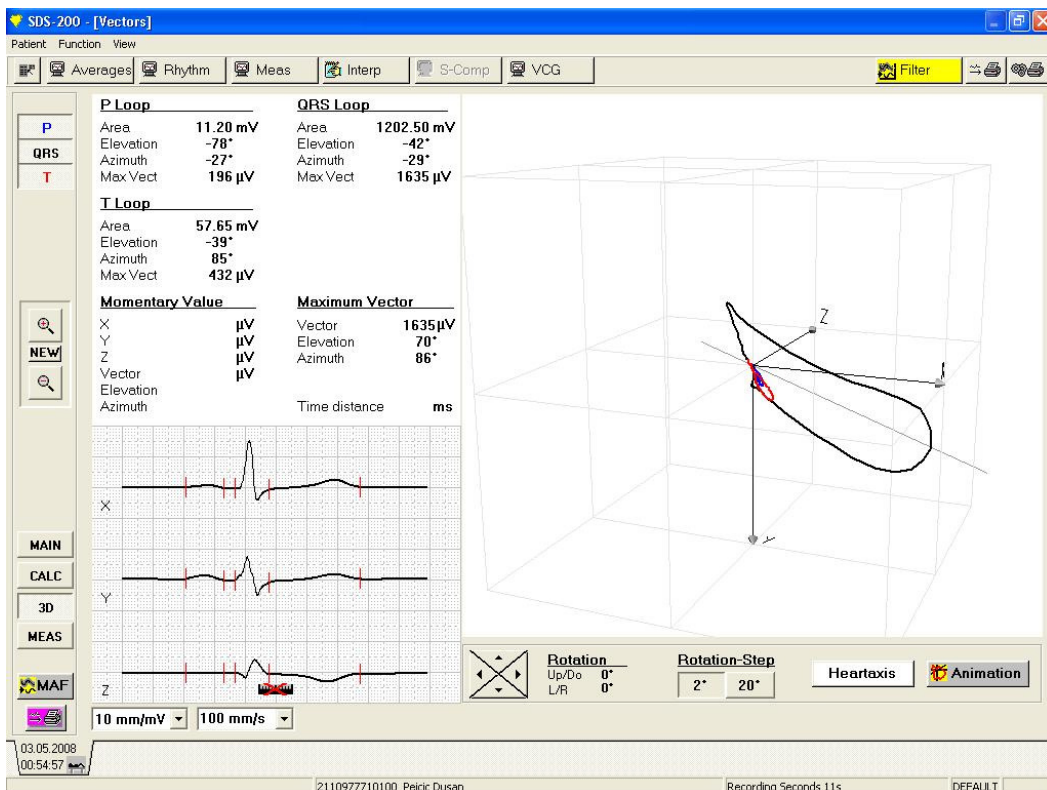 SDS-200 - [Vectors]
Patient Function View
Averages Rhythm Meas Interp S-Comp VCG Filter
P Loop
Area 11.20 mV
Elevation -78°
Azimuth -27°
Max Vect 196 µV
QRS Loop
Area 1202.50 mV
Elevation -42°
Azimuth -29°
Max Vect 1635 µV
T Loop
Area 57.65 mV
Elevation -39°
Azimuth 85°
Max Vect 432 µV
Momentary Value
X µV
Y µV
Z µV
Vector µV
Elevation
Azimuth
Maximum Vector
Vector 1635µV
Elevation 70°
Azimuth 86°
Time distance ms
P
QRS
T
NEW
MAIN
CALC
3D
MEAS
MAF
X
Y
Z
10 mm/mV 100 mm/s
Z
Y
Rotation
Up/Do 0°
L/R 0°
Rotation-Step
2° 20°
Heartaxis
Animation
03.05.2008
00:54:57
2110977710100 Pejcic Dusan Recording Seconds 11s DEFAULT